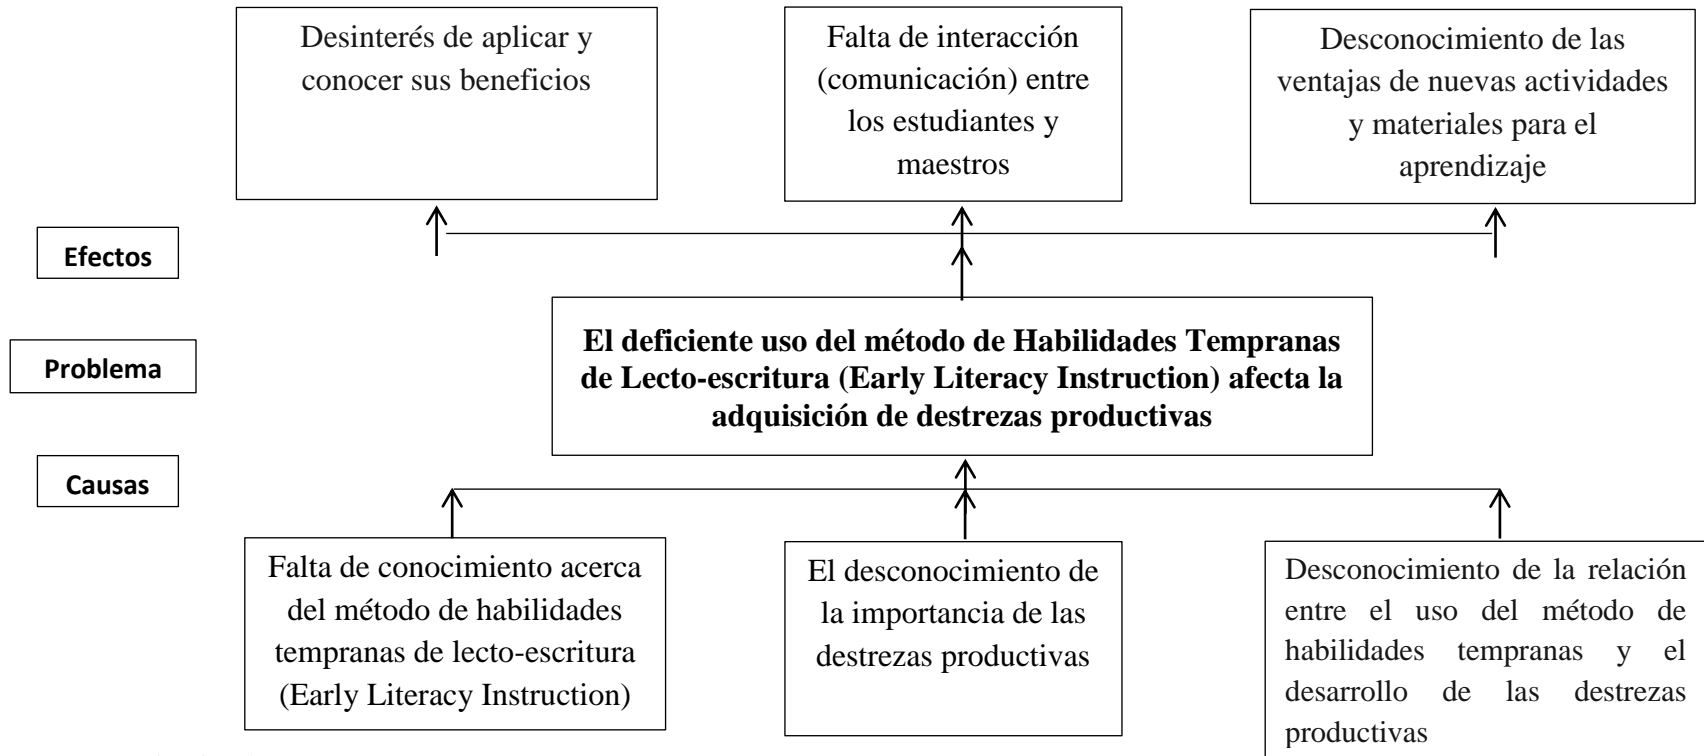 Desinterés de aplicar y
conocer sus beneficios
Falta de interacción
(comunicación) entre
los estudiantes y
maestros
Desconocimiento de las
ventajas de nuevas actividades
y materiales para el
aprendizaje
Efectos
Problema
El deficiente uso del método de Habilidades Tempranas
de Lecto-escritura (Early Literacy Instruction) afecta la
adquisición de destrezas productivas
Causas
Falta de conocimiento acerca
del método de habilidades
tempranas de lecto-escritura
(Early Literacy Instruction)
El desconocimiento de
la importancia de las
destrezas productivas
Desconocimiento de la relación
entre el uso del método de
habilidades tempranas y el
desarrollo de las destrezas
productivas